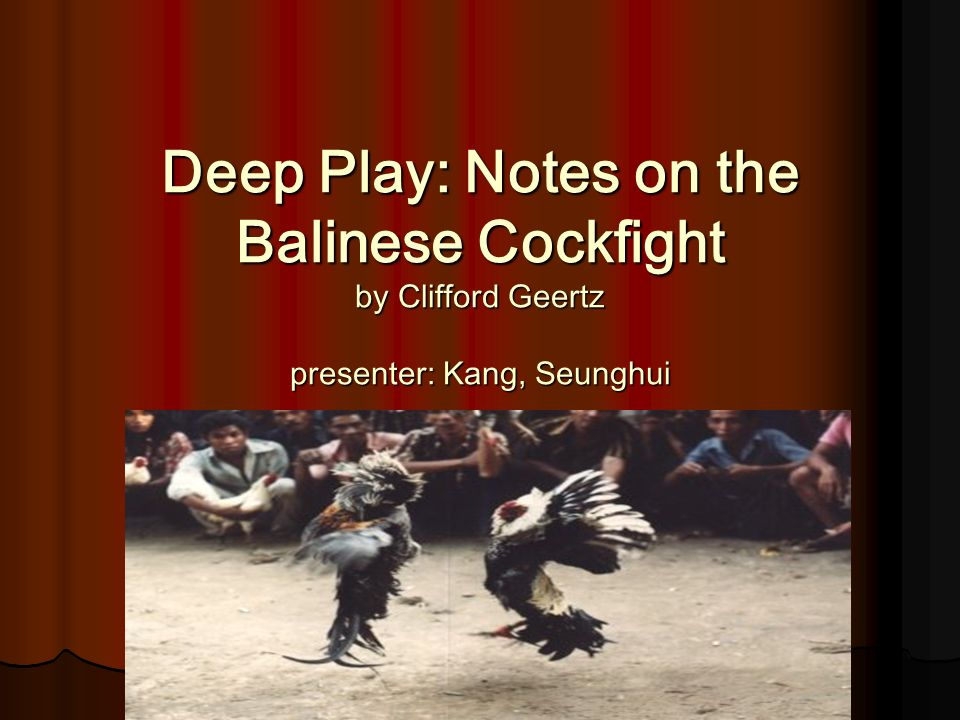 Deep Play: Notes on the
Balinese Cockfight
by Clifford Geertz
presenter: Kang, Seunghui